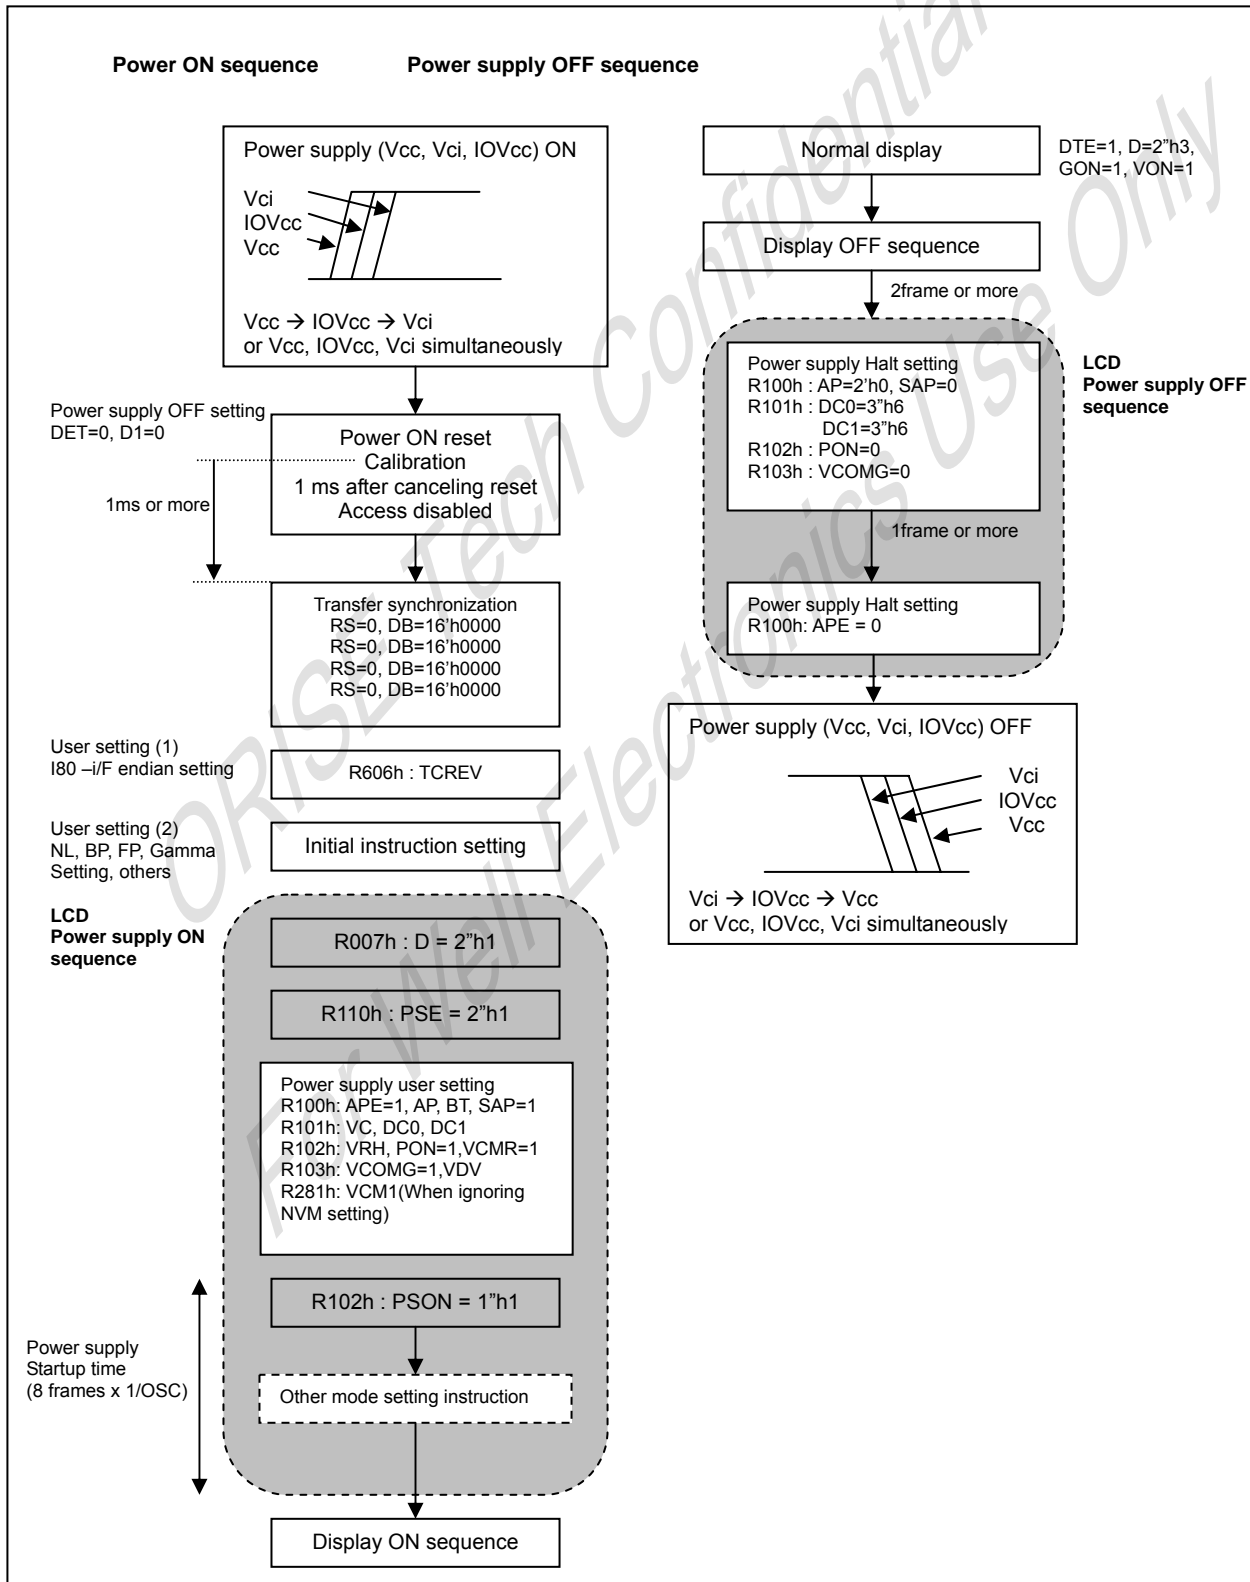 Power ON sequence
Power supply OFF sequence
Power supply (Vcc, Vci, IOVcc) ON
Vci
IOVcc
Vcc
Vcc → IOVcc → Vci
or Vcc, IOVcc, Vci simultaneously
Power supply OFF setting
DET=0, D1=0
1ms or more
Power ON reset
Calibration
1 ms after canceling reset
Access disabled
Transfer synchronization
RS=0, DB=16'h0000
RS=0, DB=16'h0000
RS=0, DB=16'h0000
RS=0, DB=16'h0000
User setting (1)
I80 –i/F endian setting
R606h : TCREV
User setting (2)
NL, BP, FP, Gamma
Setting, others
Initial instruction setting
LCD
Power supply ON
sequence
R007h : D = 2"h1
R110h : PSE = 2"h1
Power supply user setting
R100h: APE=1, AP, BT, SAP=1
R101h: VC, DC0, DC1
R102h: VRH, PON=1,VCMR=1
R103h: VCOMG=1,VDV
R281h: VCM1(When ignoring
NVM setting)
R102h : PSON = 1"h1
Power supply
Startup time
(8 frames x 1/OSC)
Other mode setting instruction
Display ON sequence
Normal display
DTE=1, D=2"h3,
GON=1, VON=1
Display OFF sequence
2frame or more
Power supply Halt setting
R100h : AP=2'h0, SAP=0
R101h : DC0=3"h6
DC1=3"h6
R102h : PON=0
R103h : VCOMG=0
LCD
Power supply OFF
sequence
1frame or more
Power supply Halt setting
R100h: APE = 0
Power supply (Vcc, Vci, IOVcc) OFF
Vci
IOVcc
Vcc
Vci → IOVcc → Vcc
or Vcc, IOVcc, Vci simultaneously
ORISE Tech Confidential
For Well Electronics Use Only